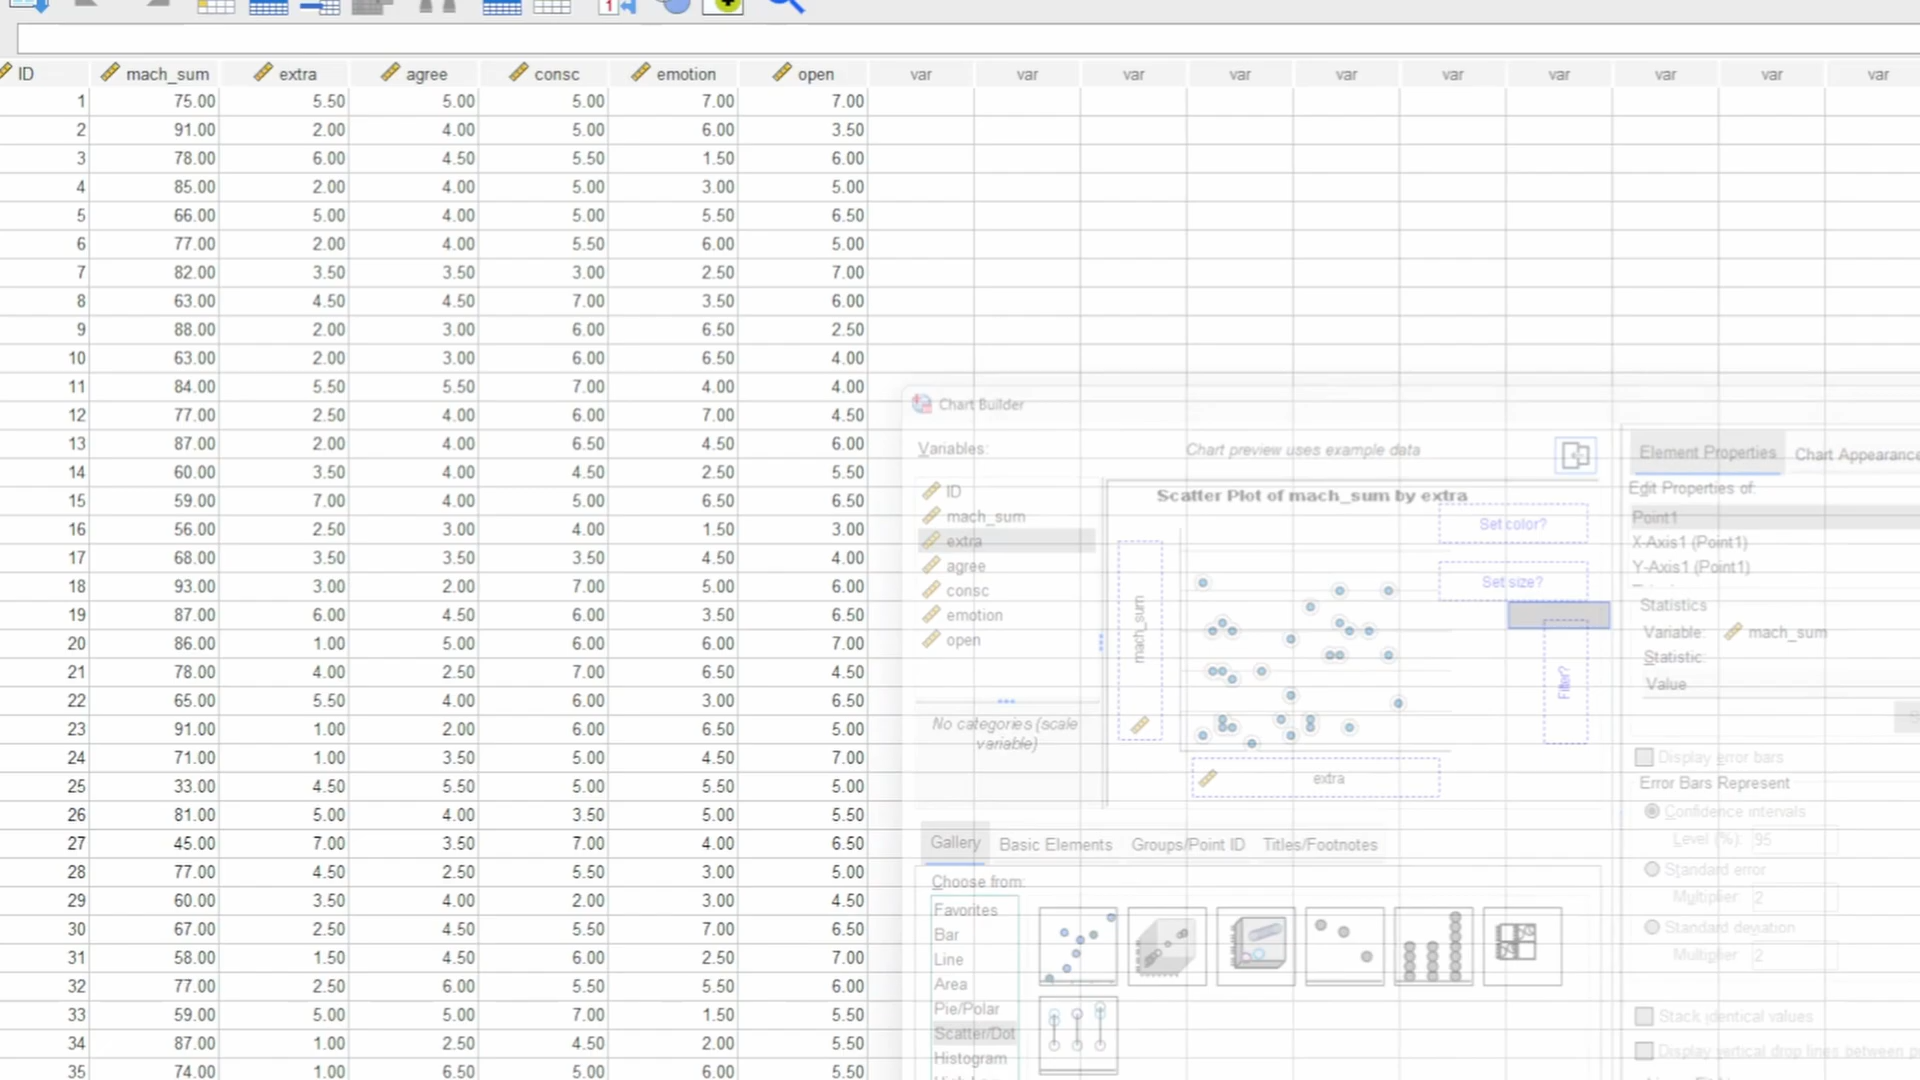 ID mach_sum extra agree consc emotion open var var var var var var var var var var
1 75.00 5.50 5.00 5.00 7.00 7.00
2 91.00 2.00 4.00 5.00 6.00 3.50
3 78.00 6.00 4.50 5.50 1.50 6.00
4 85.00 2.00 4.00 5.00 3.00 5.00
5 66.00 5.00 4.00 5.00 5.50 6.50
6 77.00 2.00 4.00 5.50 6.00 5.00
7 82.00 3.50 3.50 3.00 2.50 7.00
8 63.00 4.50 4.50 7.00 3.50 6.00
9 88.00 2.00 3.00 6.00 6.50 2.50
10 63.00 2.00 3.00 6.00 6.50 4.00
11 84.00 5.50 5.50 7.00 4.00 4.00
12 77.00 2.50 4.00 6.00 7.00 4.50
13 87.00 2.00 4.00 6.50 4.50 6.00
14 60.00 3.50 4.00 4.50 2.50 5.50
15 59.00 7.00 4.00 5.00 6.50 6.50
16 56.00 2.50 3.00 4.00 1.50 3.00
17 68.00 3.50 3.50 3.50 4.50 4.00
18 93.00 3.00 2.00 7.00 5.00 6.00
19 87.00 6.00 4.50 6.00 3.50 6.50
20 86.00 1.00 5.00 6.00 6.00 7.00
21 78.00 4.00 2.50 7.00 6.50 4.50
22 65.00 5.50 4.00 6.00 3.00 6.50
23 91.00 1.00 2.00 6.00 6.50 5.00
24 71.00 1.00 3.50 5.00 4.50 7.00
25 33.00 4.50 5.50 5.00 5.50 5.00
26 81.00 5.00 4.00 3.50 5.00 5.50
27 45.00 7.00 3.50 7.00 4.00 6.50
28 77.00 4.50 2.50 5.50 3.00 5.00
29 60.00 3.50 4.00 2.00 3.00 4.50
30 67.00 2.50 4.50 5.50 7.00 6.50
31 58.00 1.50 4.50 6.00 2.50 7.00
32 77.00 2.50 6.00 5.50 5.50 6.00
33 59.00 5.00 5.00 7.00 1.50 5.50
34 87.00 1.00 2.50 4.50 2.00 5.50
35 74.00 1.00 6.50 5.00 6.00 5.50
Chart Builder
Variables:
ID
mach_sum
extra
agree
consc
emotion
open
No categories (scale
variable)
Chart preview uses example data
Scatter Plot of mach_sum by extra
Set color?
Set size?
Filter?
mach_sum
extra
Gallery Basic Elements Groups/Point ID Titles/Footnotes
Choose from:
Favorites
Bar
Line
Area
Pie/Polar
Scatter/Dot
Histogram
Element Properties Chart Appearance
Edit Properties of:
Point1
X-Axis1 (Point1)
Y-Axis1 (Point1)
Statistics
Variable: mach_sum
Statistic:
Value
Display error bars
Error Bars Represent
Confidence intervals
Level (%): 95
Standard error
Multiplier: 2
Standard deviation
Multiplier: 2
Stack identical values
Display vertical drop lines between